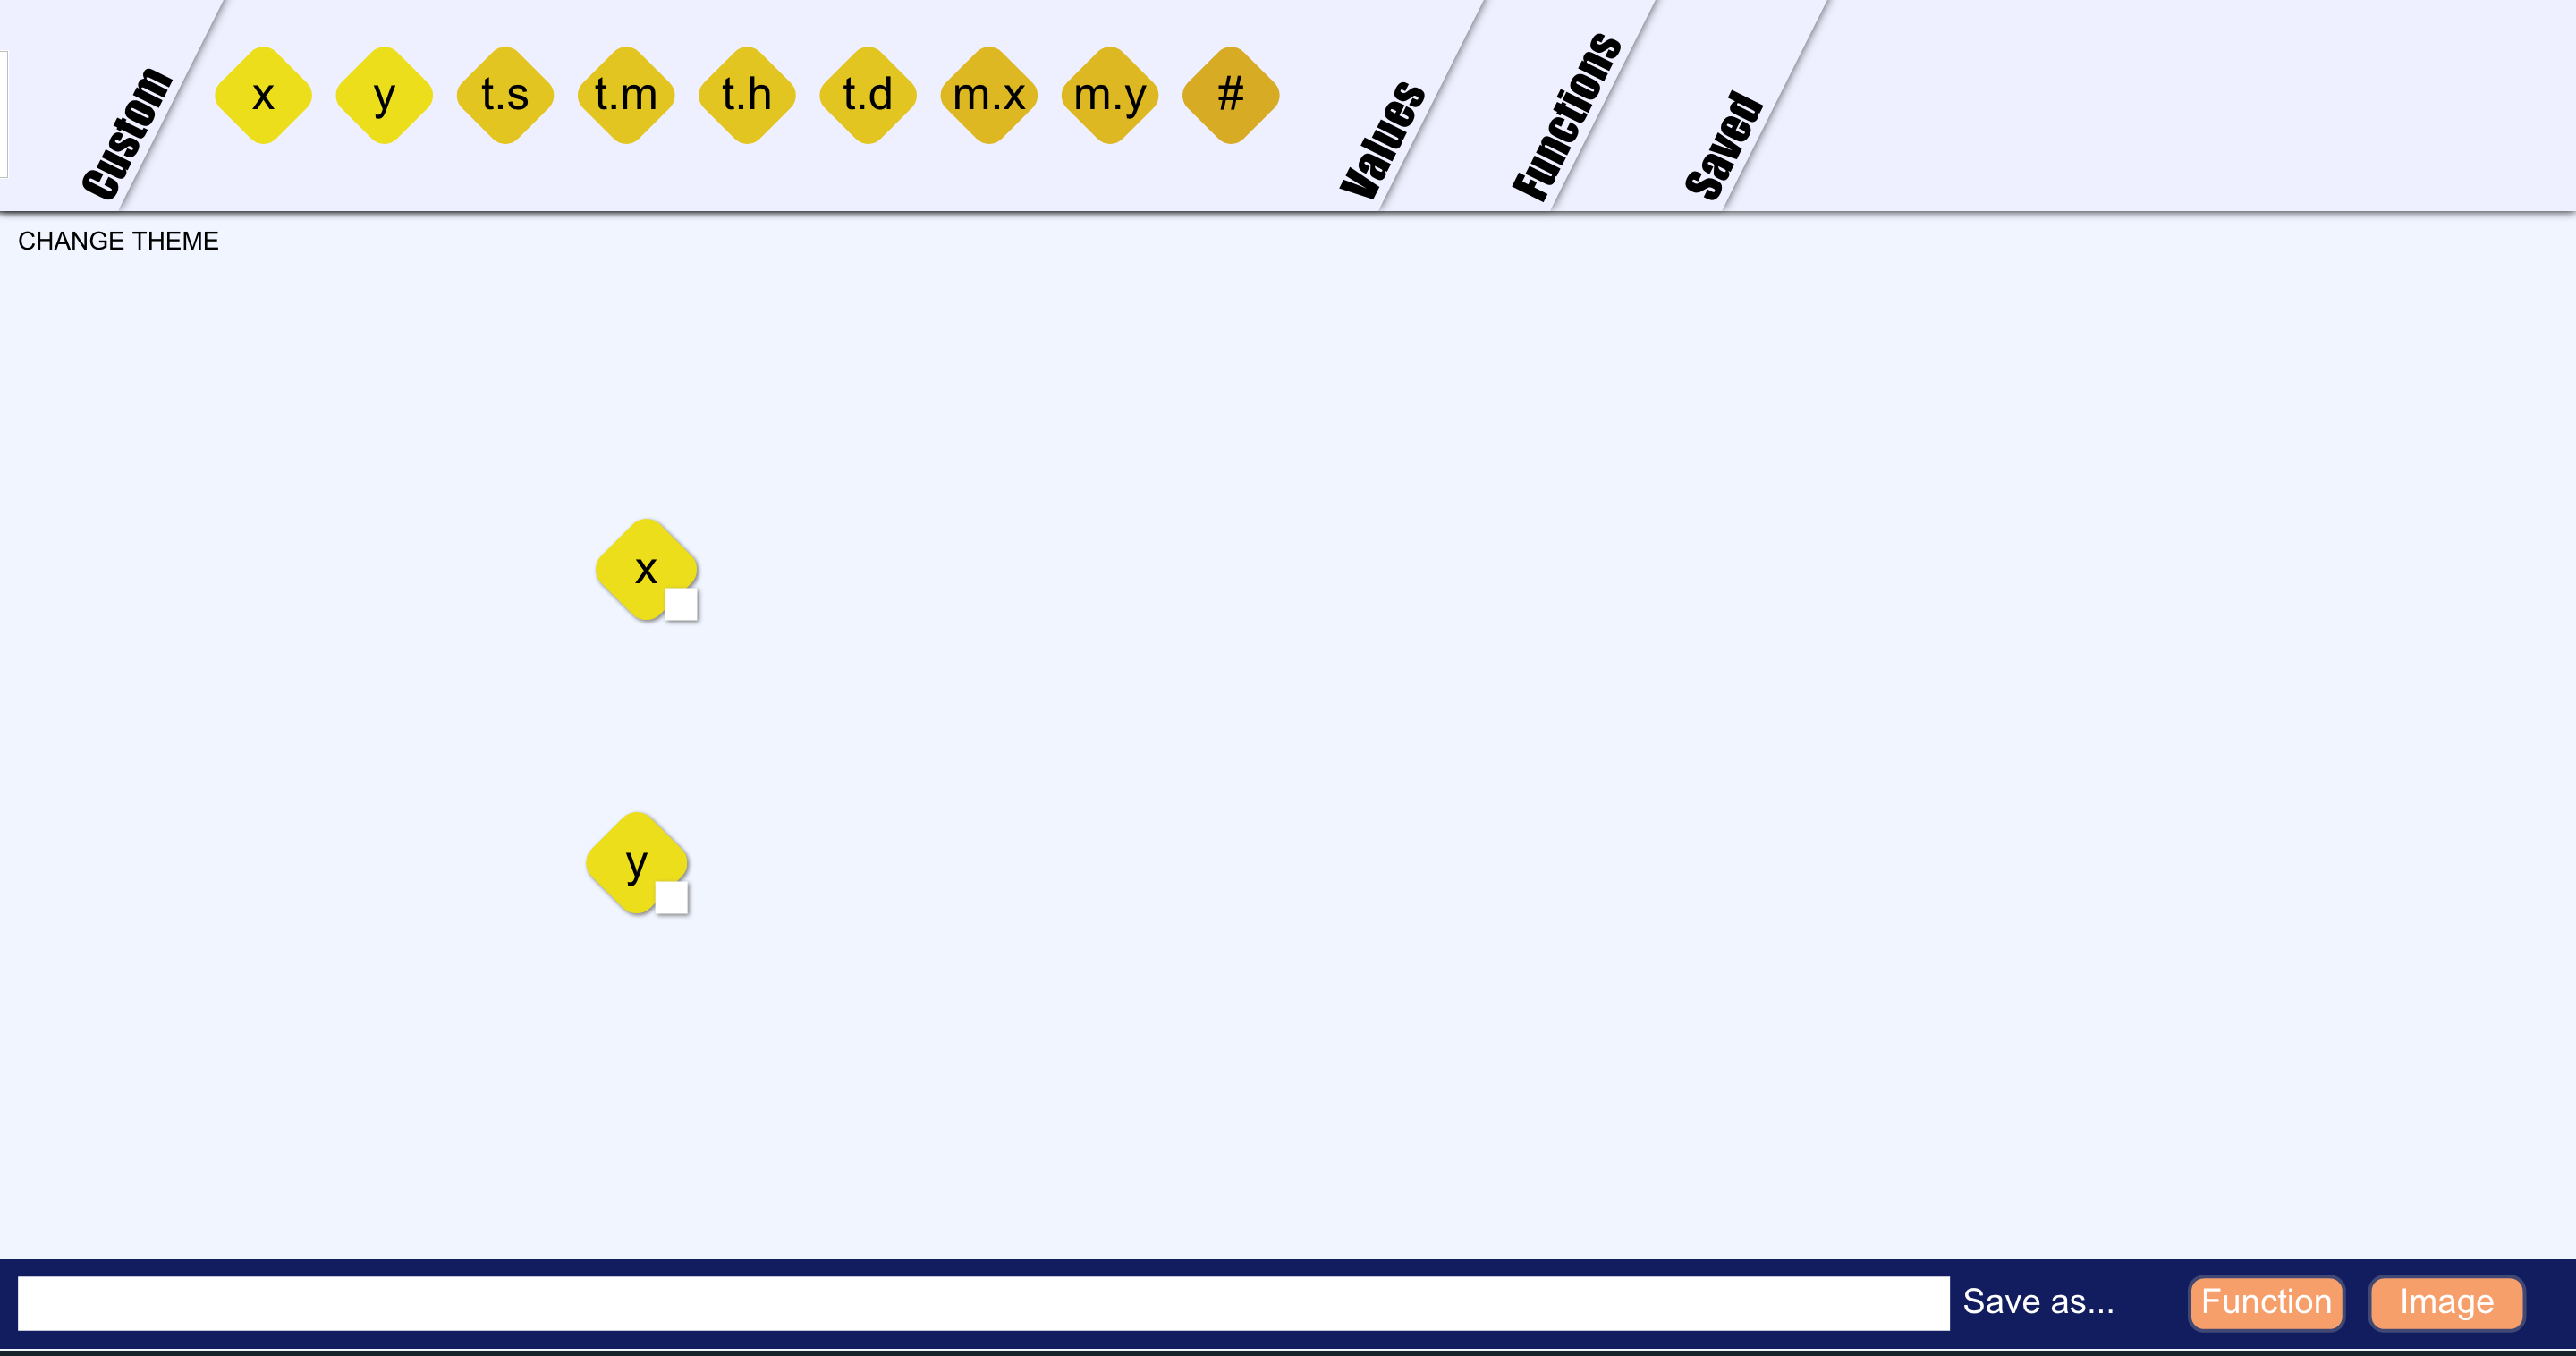 Custom
x y t.s t.m t.h t.d m.x m.y #
Values
Functions
Saved
CHANGE THEME
x
y
Save as... Function Image